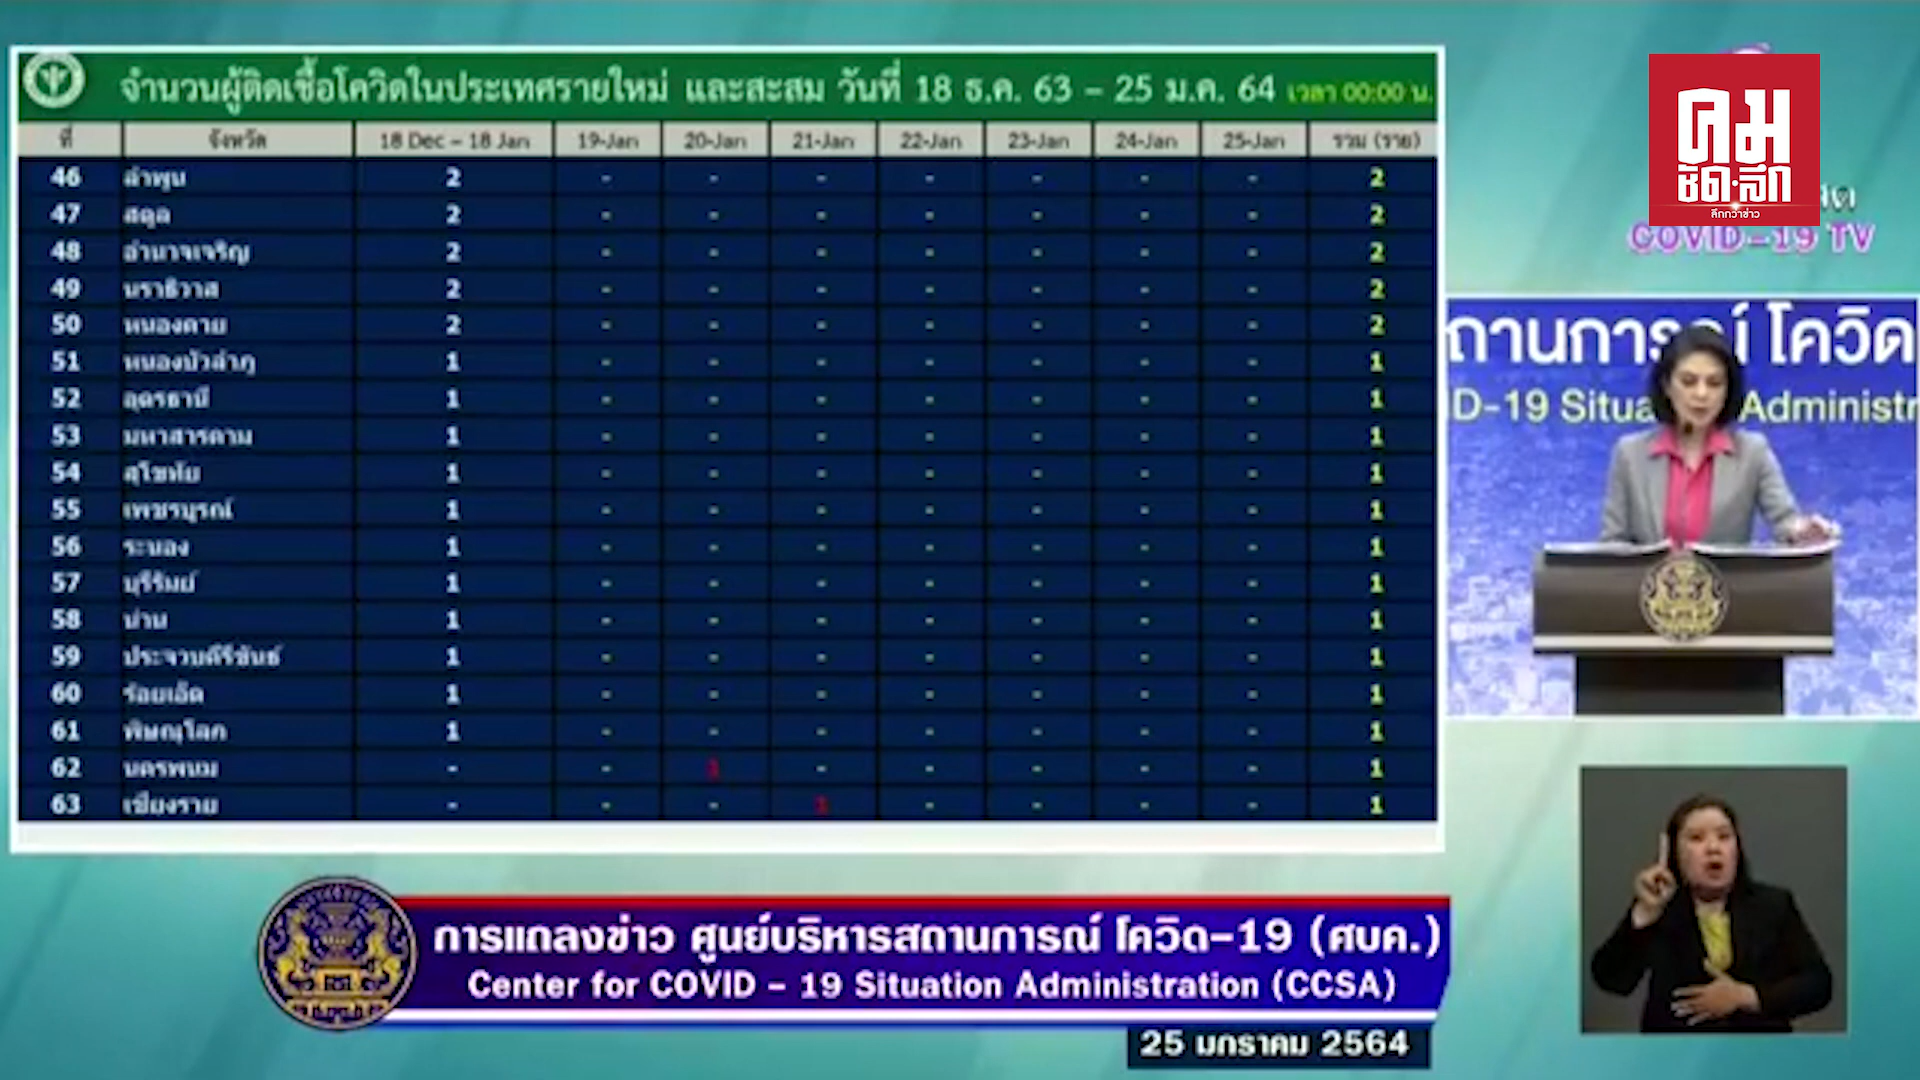 จำนวนผู้ติดเชื้อโควิดในประเทศรายใหม่ และสะสม วันที่ 18 ธ.ค. 63 – 25 ม.ค. 64 เวลา 00:00 น.
ที่ จังหวัด 18 Dec – 18 Jan 19-Jan 20-Jan 21-Jan 22-Jan 23-Jan 24-Jan 25-Jan รวม (ราย)
46 ลำพูน 2 - - - - - - - 2
47 สตูล 2 - - - - - - - 2
48 อำนาจเจริญ 2 - - - - - - - 2
49 นราธิวาส 2 - - - - - - - 2
50 หนองคาย 2 - - - - - - - 2
51 หนองบัวลำภู 1 - - - - - - - 1
52 อุดรธานี 1 - - - - - - - 1
53 มหาสารคาม 1 - - - - - - - 1
54 สุโขทัย 1 - - - - - - - 1
55 เพชรบูรณ์ 1 - - - - - - - 1
56 ระนอง 1 - - - - - - - 1
57 บุรีรัมย์ 1 - - - - - - - 1
58 น่าน 1 - - - - - - - 1
59 ประจวบคีรีขันธ์ 1 - - - - - - - 1
60 ร้อยเอ็ด 1 - - - - - - - 1
61 พิษณุโลก 1 - - - - - - - 1
62 นครพนม - - 1 - - - - - 1
63 เชียงราย - - - 1 - - - - 1
คม
ชัด•ลึก
ลึกกว่าข่าว
COVID-19 TV
ถานการณ์ โควิด
D-19 Situa Administr
การแถลงข่าว ศูนย์บริหารสถานการณ์ โควิด-19 (ศบค.)
Center for COVID - 19 Situation Administration (CCSA)
25 มกราคม 2564